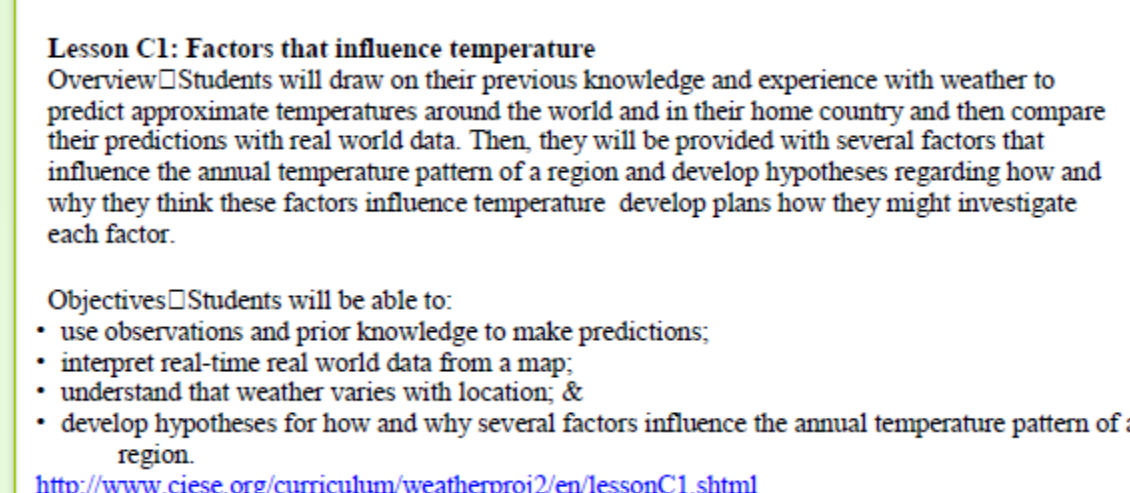 Lesson C1: Factors that influence temperature
Overview□Students will draw on their previous knowledge and experience with weather to
predict approximate temperatures around the world and in their home country and then compare
their predictions with real world data. Then, they will be provided with several factors that
influence the annual temperature pattern of a region and develop hypotheses regarding how and
why they think these factors influence temperature  develop plans how they might investigate
each factor.
Objectives□Students will be able to:
• use observations and prior knowledge to make predictions;
• interpret real-time real world data from a map;
• understand that weather varies with location; &
• develop hypotheses for how and why several factors influence the annual temperature pattern of a
region.
http://www.ciese.org/curriculum/weatherproj2/en/lessonC1.shtml